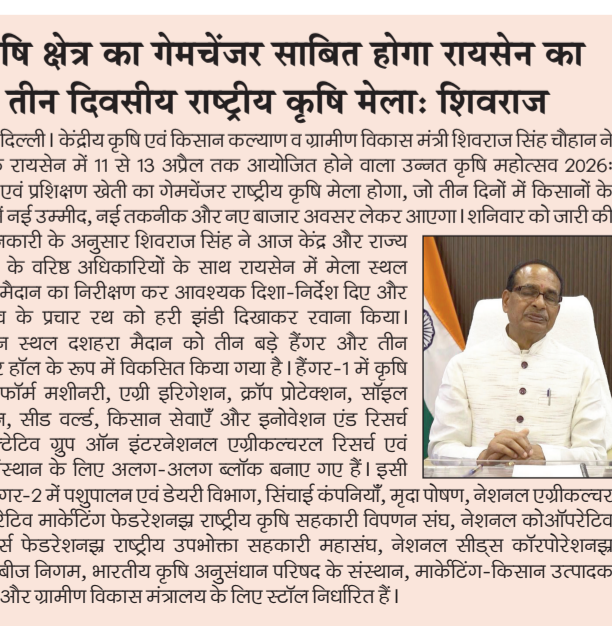 षि क्षेत्र का गेमचेंजर साबित होगा रायसेन का
तीन दिवसीय राष्ट्रीय कृषि मेलाः शिवराज
दिल्ली। केंद्रीय कृषि एवं किसान कल्याण व ग्रामीण विकास मंत्री शिवराज सिंह चौहान ने
रायसेन में 11 से 13 अप्रैल तक आयोजित होने वाला उन्नत कृषि महोत्सव 2026ः
एवं प्रशिक्षण खेती का गेमचेंजर राष्ट्रीय कृषि मेला होगा, जो तीन दिनों में किसानों के
नई उम्मीद, नई तकनीक और नए बाजार अवसर लेकर आएगा। शनिवार को जारी की
नकारी के अनुसार शिवराज सिंह ने आज केंद्र और राज्य
के वरिष्ठ अधिकारियों के साथ रायसेन में मेला स्थल
मैदान का निरीक्षण कर आवश्यक दिशा-निर्देश दिए और
व के प्रचार रथ को हरी झंडी दिखाकर रवाना किया।
न स्थल दशहरा मैदान को तीन बड़े हैंगर और तीन
र हॉल के रूप में विकसित किया गया है। हैंगर-1 में कृषि
फॉर्म मशीनरी, एग्री इरिगेशन, क्रॉप प्रोटेक्शन, सॉइल
न, सीड वर्ल्ड, किसान सेवाएँ और इनोवेशन एंड रिसर्च
ल्टेटिव ग्रुप ऑन इंटरनेशनल एग्रीकल्चरल रिसर्च एवं
स्थान के लिए अलग-अलग ब्लॉक बनाए गए हैं। इसी
गर-2 में पशुपालन एवं डेयरी विभाग, सिंचाई कंपनियाँ, मृदा पोषण, नेशनल एग्रीकल्चर
रेटिव मार्केटिंग फेडरेशनझ राष्ट्रीय कृषि सहकारी विपणन संघ, नेशनल कोऑपरेटिव
र्स फेडरेशनझ राष्ट्रीय उपभोक्ता सहकारी महासंघ, नेशनल सीड्स कॉरपोरेशनझ
बीज निगम, भारतीय कृषि अनुसंधान परिषद के संस्थान, मार्केटिंग-किसान उत्पादक
और ग्रामीण विकास मंत्रालय के लिए स्टॉल निर्धारित हैं।